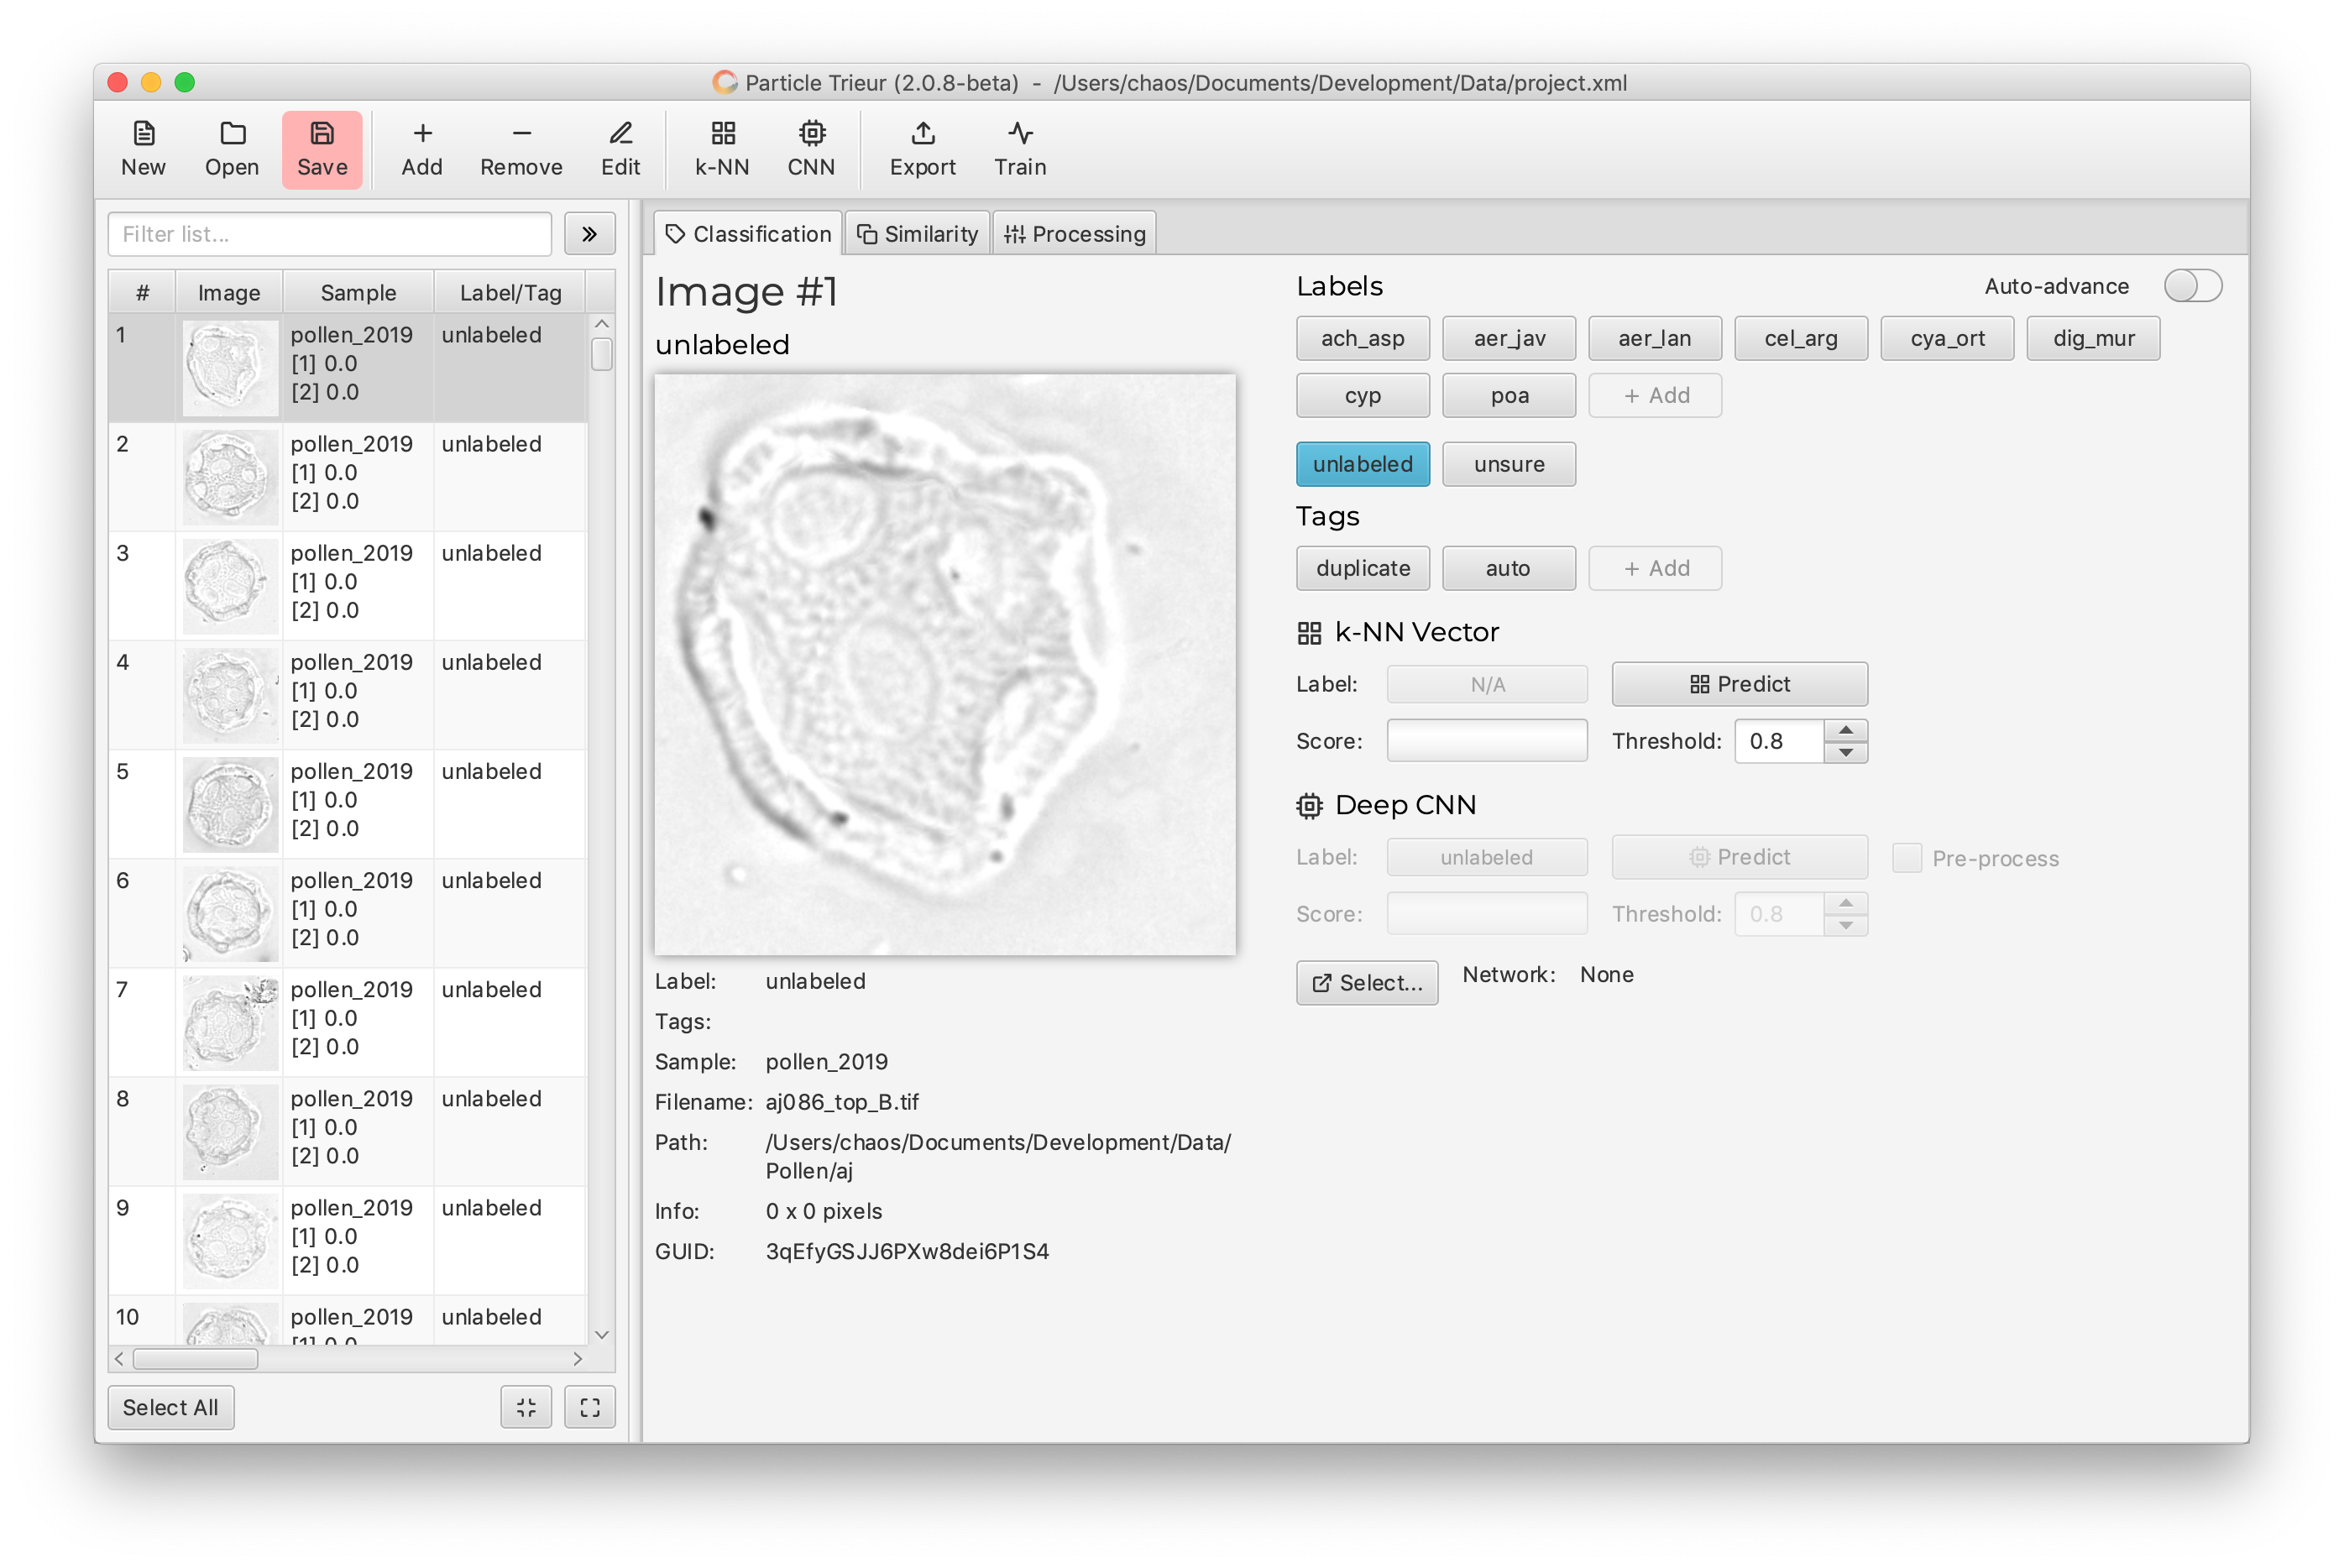 Particle Trieur (2.0.8-beta) - /Users/chaos/Documents/Development/Data/project.xml
New Open Save Add Remove Edit k-NN CNN Export Train
Filter list...
# Image Sample Label/Tag
1 pollen_2019 unlabeled
[1] 0.0
[2] 0.0
2 pollen_2019 unlabeled
[1] 0.0
[2] 0.0
3 pollen_2019 unlabeled
[1] 0.0
[2] 0.0
4 pollen_2019 unlabeled
[1] 0.0
[2] 0.0
5 pollen_2019 unlabeled
[1] 0.0
[2] 0.0
6 pollen_2019 unlabeled
[1] 0.0
[2] 0.0
7 pollen_2019 unlabeled
[1] 0.0
[2] 0.0
8 pollen_2019 unlabeled
[1] 0.0
[2] 0.0
9 pollen_2019 unlabeled
[1] 0.0
[2] 0.0
10 pollen_2019 unlabeled
[1] 0.0
Select All
Classification Similarity Processing
Image #1
unlabeled
Label: unlabeled
Tags:
Sample: pollen_2019
Filename: aj086_top_B.tif
Path: /Users/chaos/Documents/Development/Data/
Pollen/aj
Info: 0 x 0 pixels
GUID: 3qEfyGSJJ6PXw8dei6P1S4
Labels Auto-advance
ach_asp aer_jav aer_lan cel_arg cya_ort dig_mur
cyp poa + Add
unlabeled unsure
Tags
duplicate auto + Add
k-NN Vector
Label: N/A Predict
Score: Threshold: 0.8
Deep CNN
Label: unlabeled Predict Pre-process
Score: Threshold: 0.8
Select... Network: None